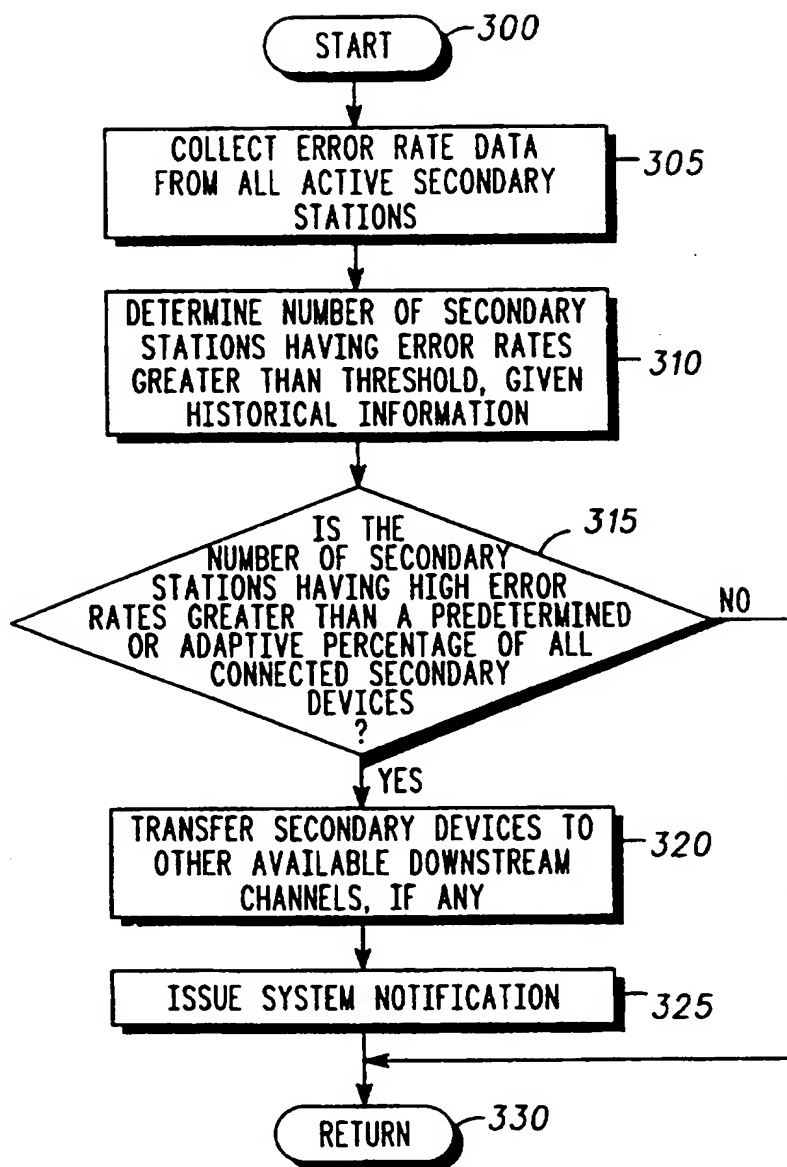 START
300
COLLECT ERROR RATE DATA
FROM ALL ACTIVE SECONDARY
STATIONS
305
DETERMINE NUMBER OF SECONDARY
STATIONS HAVING ERROR RATES
GREATER THAN THRESHOLD, GIVEN
HISTORICAL INFORMATION
310
IS THE
NUMBER OF SECONDARY
STATIONS HAVING HIGH ERROR
RATES GREATER THAN A PREDETERMINED
OR ADAPTIVE PERCENTAGE OF ALL
CONNECTED SECONDARY
DEVICES
?
315
NO
YES
TRANSFER SECONDARY DEVICES TO
OTHER AVAILABLE DOWNSTREAM
CHANNELS, IF ANY
320
ISSUE SYSTEM NOTIFICATION
325
RETURN
330